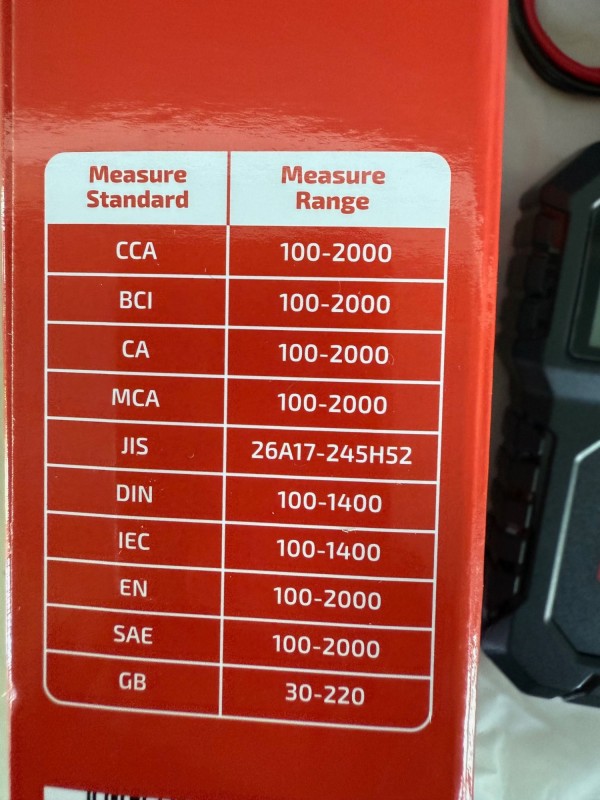 Measure Standard Measure Range
CCA 100-2000
BCI 100-2000
CA 100-2000
MCA 100-2000
JIS 26A17-245H52
DIN 100-1400
IEC 100-1400
EN 100-2000
SAE 100-2000
GB 30-220